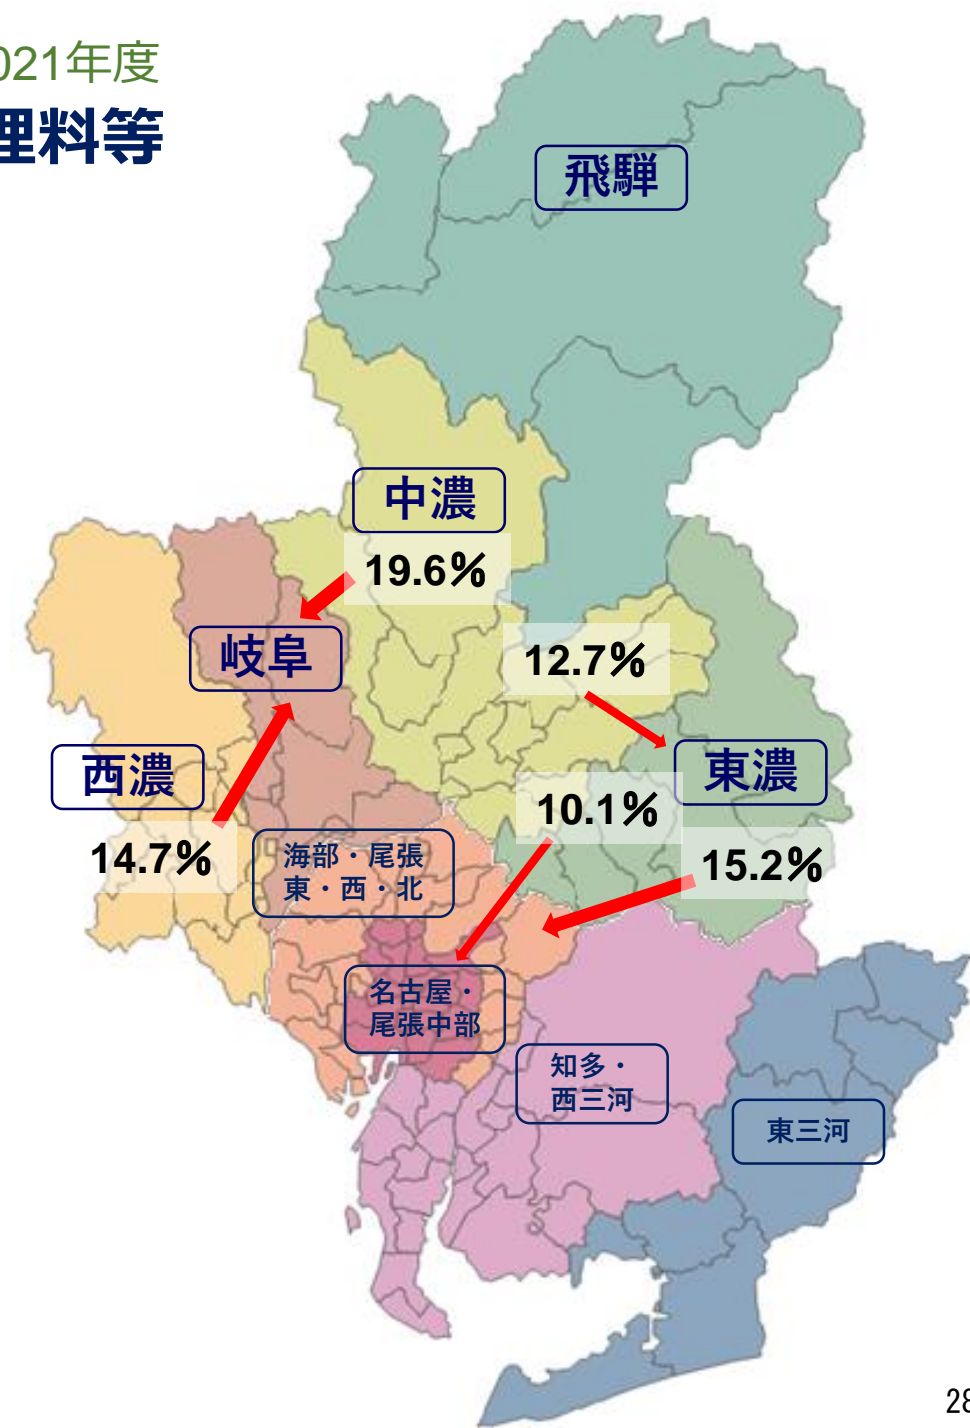 021年度
理料等
飛騨
中濃
19.6%
岐阜
12.7%
西濃
東濃
10.1%
14.7%
海部・尾張
東・西・北
15.2%
名古屋・
尾張中部
知多・
西三河
東三河
28